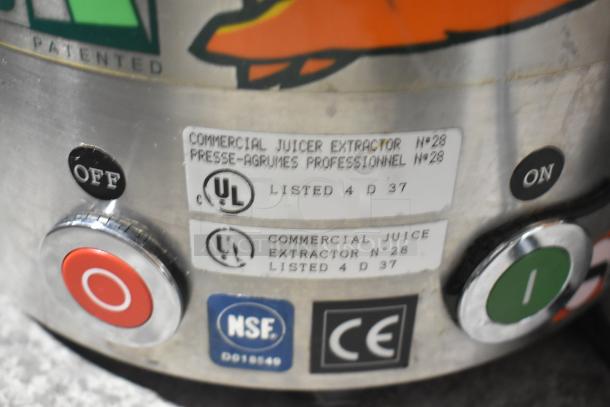 PATENTED
COMMERCIAL JUICER EXTRACTOR N°28
PRESSE-AGRUMES PROFESSIONNEL N°28
OFF
ON
C UL LISTED 4 D 37
UL COMMERCIAL JUICE
EXTRACTOR N°28
LISTED 4 D 37
O
I
NSF
CE
D018549